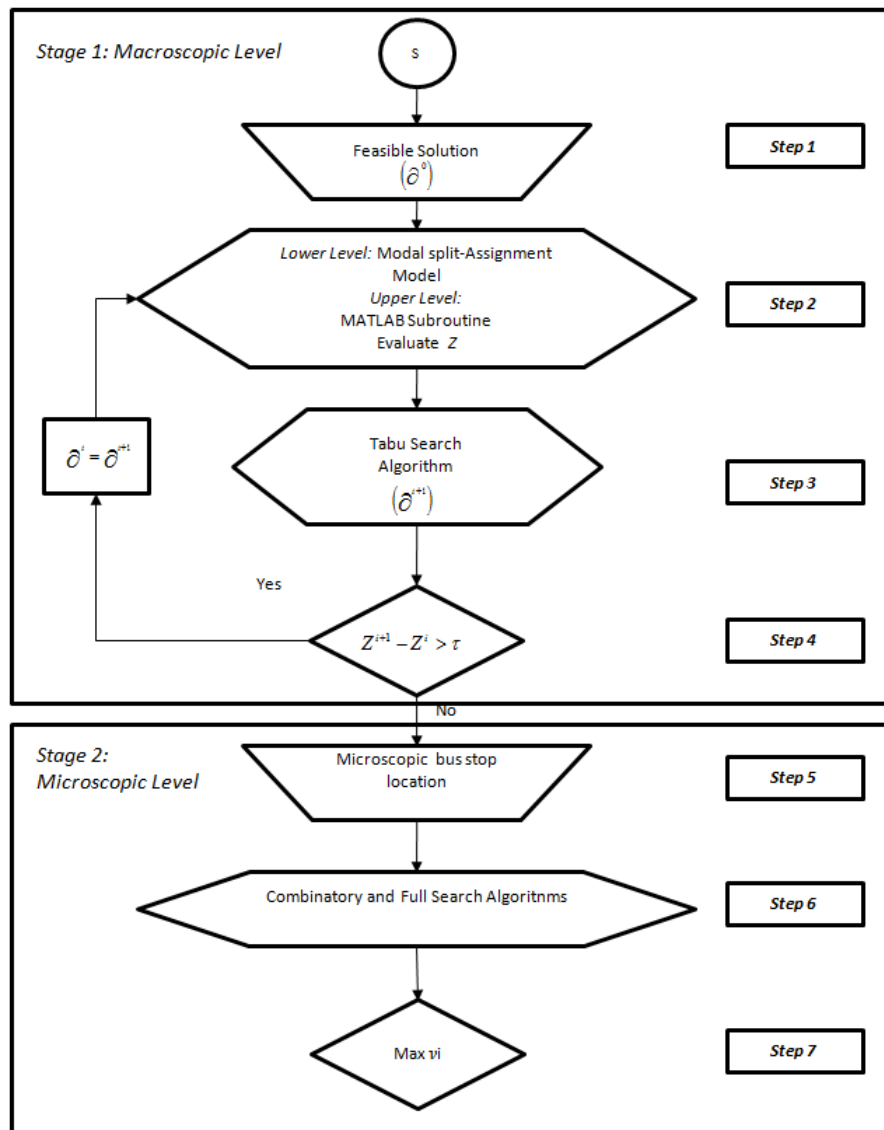 Stage 1: Macroscopic Level
S
Feasible Solution
(∂⁰)
Step 1
Lower Level: Modal split-Assignment
Model
Upper Level:
MATLAB Subroutine
Evaluate Z
Step 2
∂ⁱ = ∂ⁱ⁺¹
Tabu Search
Algorithm
(∂ⁱ⁺¹)
Step 3
Yes
Zⁱ⁺¹ − Zⁱ > τ
Step 4
No
Stage 2:
Microscopic Level
Microscopic bus stop
location
Step 5
Combinatory and Full Search Algoritnms
Step 6
Max νi
Step 7